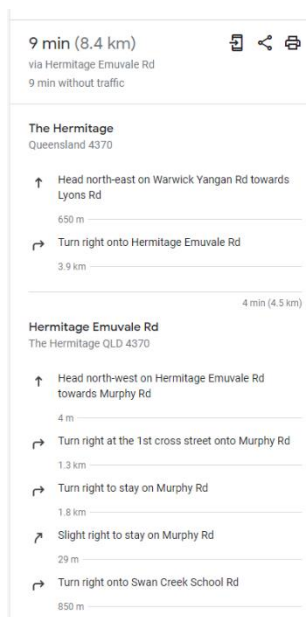 9 min (8.4 km)
via Hermitage Emuvale Rd
9 min without traffic
The Hermitage
Queensland 4370
Head north-east on Warwick Yangan Rd towards
Lyons Rd
650 m
Turn right onto Hermitage Emuvale Rd
3.9 km
4 min (4.5 km)
Hermitage Emuvale Rd
The Hermitage QLD 4370
Head north-west on Hermitage Emuvale Rd
towards Murphy Rd
4 m
Turn right at the 1st cross street onto Murphy Rd
1.3 km
Turn right to stay on Murphy Rd
1.8 km
Slight right to stay on Murphy Rd
29 m
Turn right onto Swan Creek School Rd
850 m